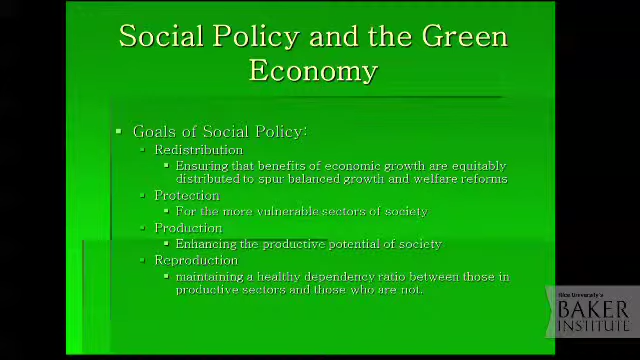 Social Policy and the Green
Economy
Goals of Social Policy:
Redistribution
Ensuring that benefits of economic growth are equitably
distributed to spur balanced growth and welfare reforms
Protection
For the more vulnerable sectors of society
Production
Enhancing the productive potential of society
Reproduction
maintaining a healthy dependency ratio between those in
productive sectors and those who are not.
Rice University's
BAKER
INSTITUTE